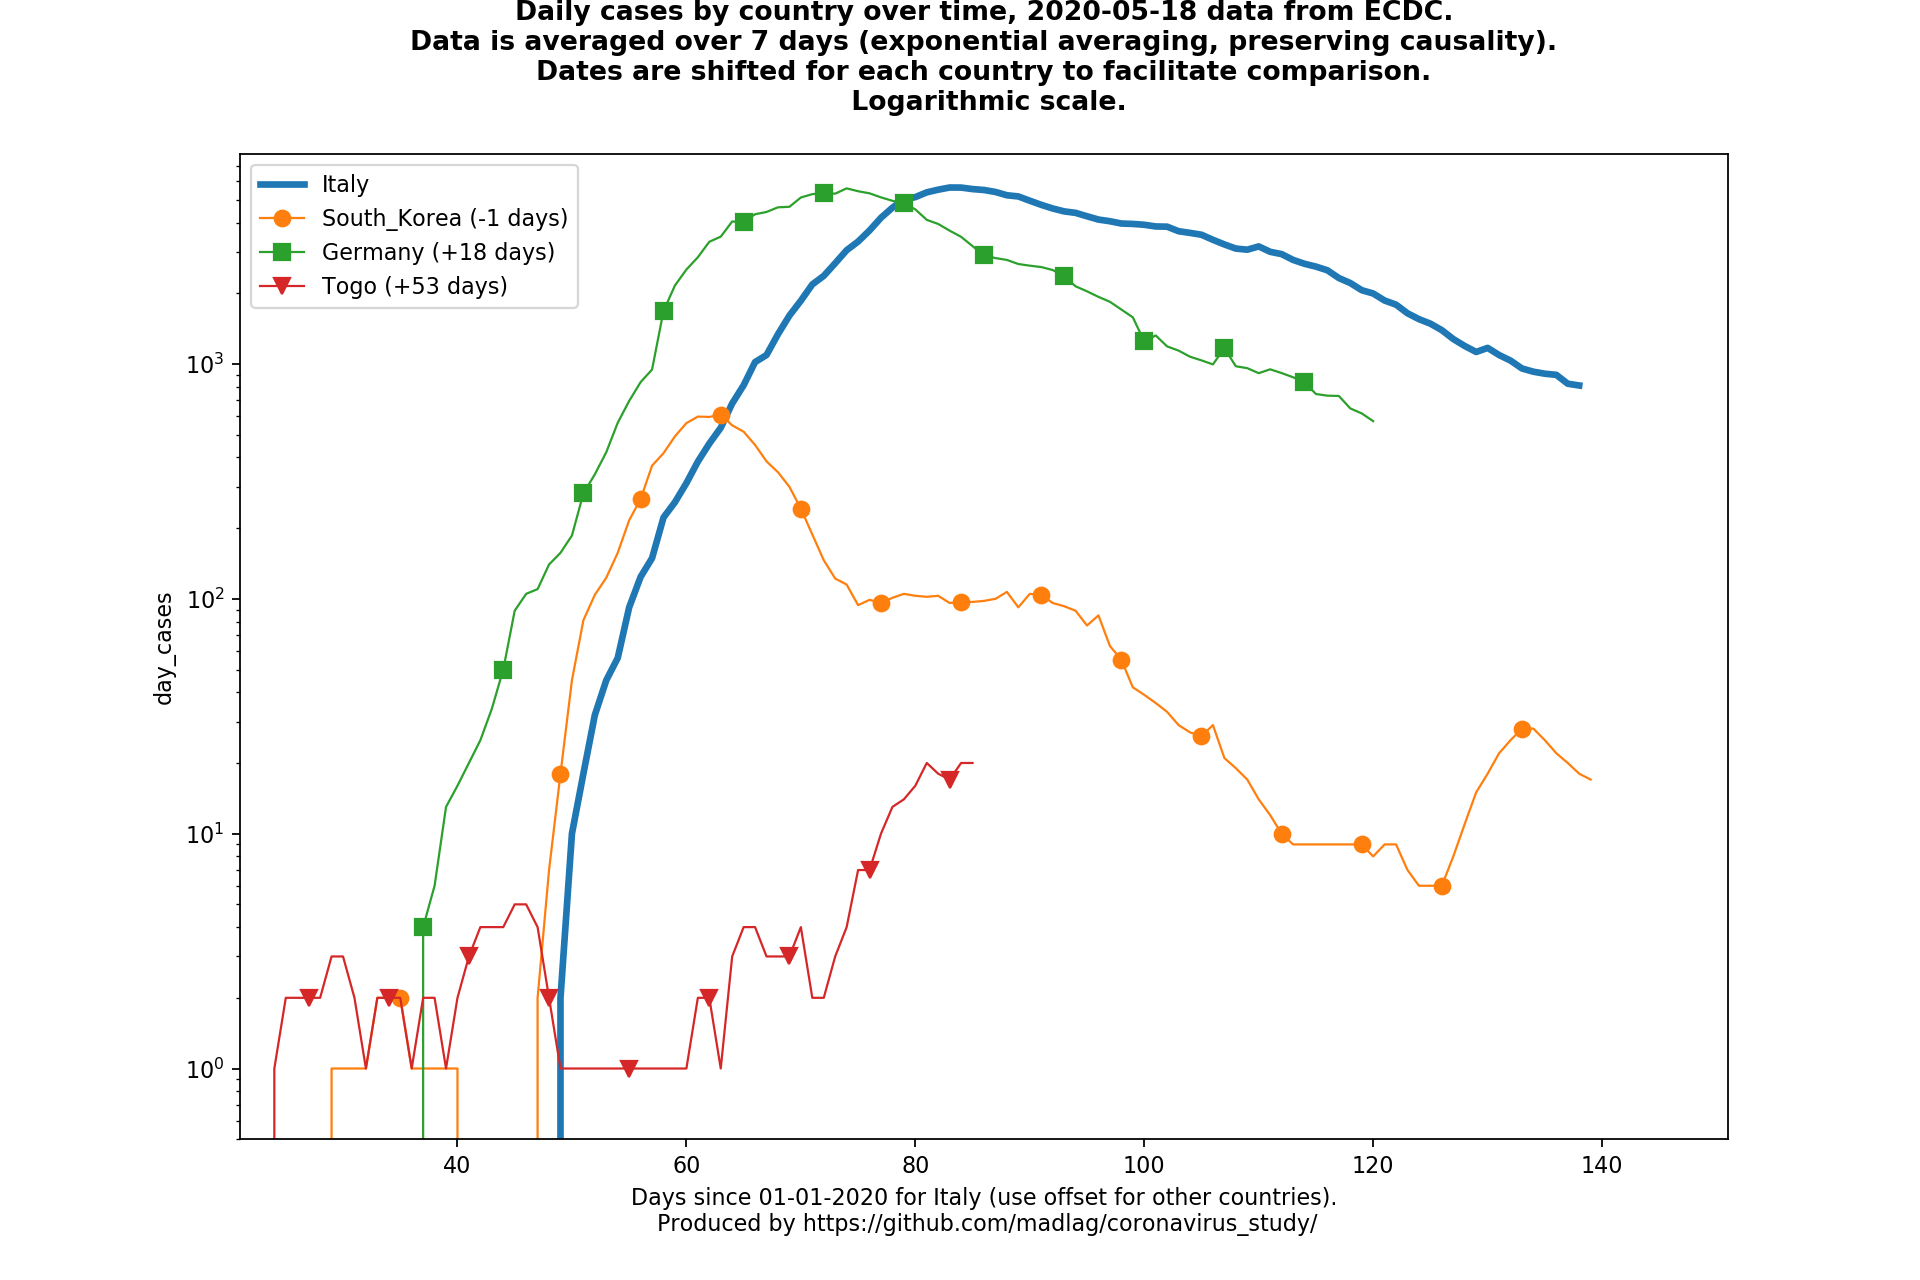 Daily cases by country over time, 2020-05-18 data from ECDC.
Data is averaged over 7 days (exponential averaging, preserving causality).
Dates are shifted for each country to facilitate comparison.
Logarithmic scale.
Italy
South_Korea (-1 days)
Germany (+18 days)
Togo (+53 days)
10³
10²
10¹
10⁰
day_cases
40 60 80 100 120 140
Days since 01-01-2020 for Italy (use offset for other countries).
Produced by https://github.com/madlag/coronavirus_study/